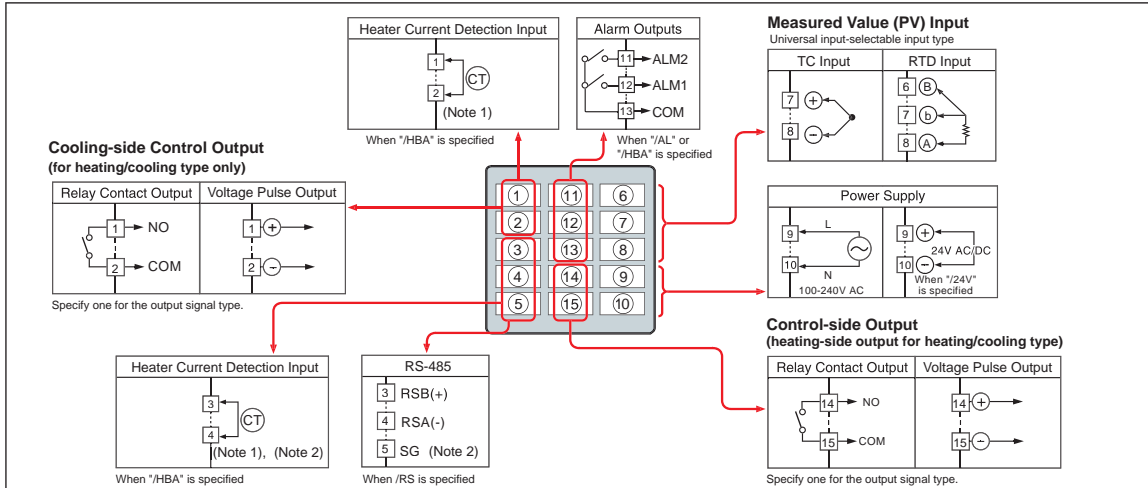 Heater Current Detection Input
1
2
CT
(Note 1)
When "/HBA" is specified
Alarm Outputs
11 ALM2
12 ALM1
13 COM
When "/AL" or
"/HBA" is specified
Measured Value (PV) Input
Universal input-selectable input type
TC Input
7 +
8 −
RTD Input
6 B
7 b
8 A
Cooling-side Control Output
(for heating/cooling type only)
Relay Contact Output
1 NO
2 COM
Voltage Pulse Output
1 +
2 −
Specify one for the output signal type.
1 11 6
2 12 7
3 13 8
4 14 9
5 15 10
Power Supply
9 L
10 N
100-240V AC
9 +
24V AC/DC
10 −
When "/24V"
is specified
Heater Current Detection Input
3
CT
4
(Note 1), (Note 2)
When "/HBA" is specified
RS-485
3 RSB(+)
4 RSA(-)
5 SG (Note 2)
When /RS is specified
Control-side Output
(heating-side output for heating/cooling type)
Relay Contact Output
14 NO
15 COM
Voltage Pulse Output
14 +
15 −
Specify one for the output signal type.